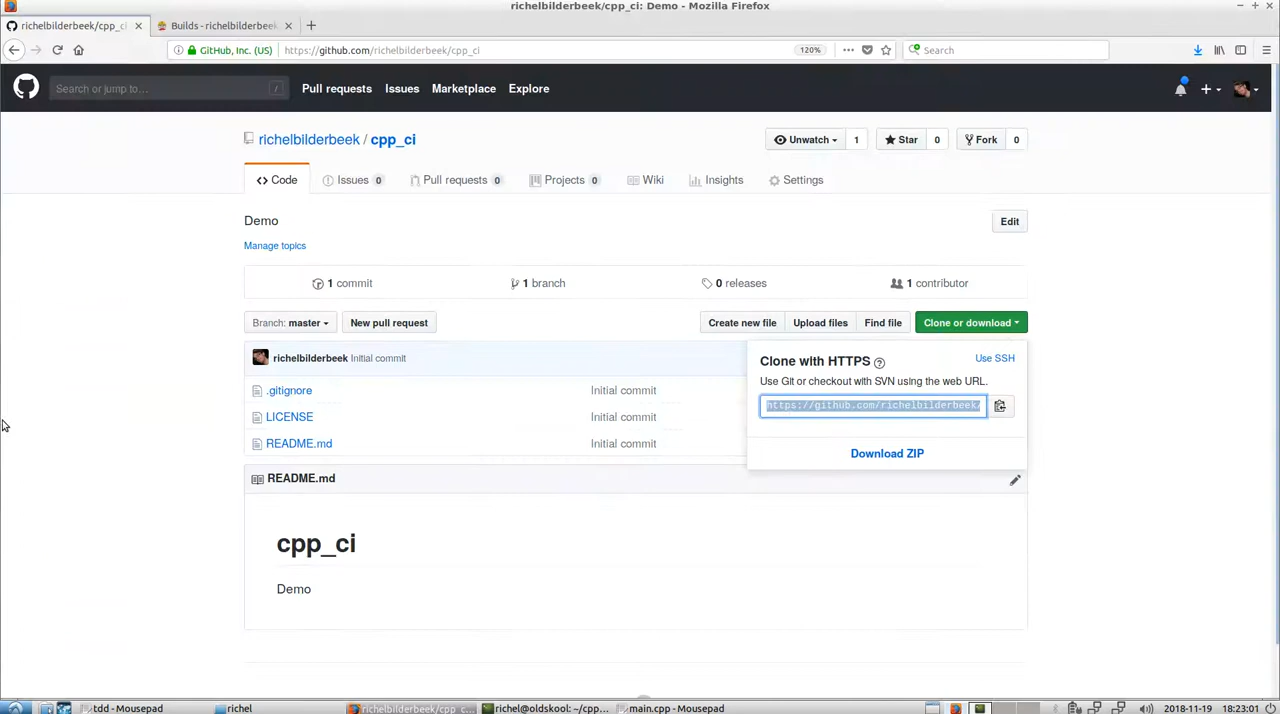 richelbilderbeek/cpp_ci: Demo - Mozilla Firefox
richelbilderbeek/cpp_ci
Builds - richelbilderbeek
GitHub, Inc. (US)
https://github.com/richelbilderbeek/cpp_ci
120%
Search
Search or jump to…
/
Pull requests
Issues
Marketplace
Explore
richelbilderbeek / cpp_ci
Unwatch
1
Star
0
Fork
0
Code
Issues 0
Pull requests 0
Projects 0
Wiki
Insights
Settings
Demo
Edit
Manage topics
1 commit
1 branch
0 releases
1 contributor
Branch: master
New pull request
Create new file
Upload files
Find file
Clone or download
richelbilderbeek Initial commit
Clone with HTTPS ?
Use SSH
Use Git or checkout with SVN using the web URL.
.gitignore
Initial commit
https://github.com/richelbilderbeek/
LICENSE
Initial commit
README.md
Initial commit
Download ZIP
README.md
cpp_ci
Demo
tdd - Mousepad
richel
richelbilderbeek/cpp_c...
richel@oldskool: ~/cpp...
main.cpp - Mousepad
2018-11-19
18:23:01